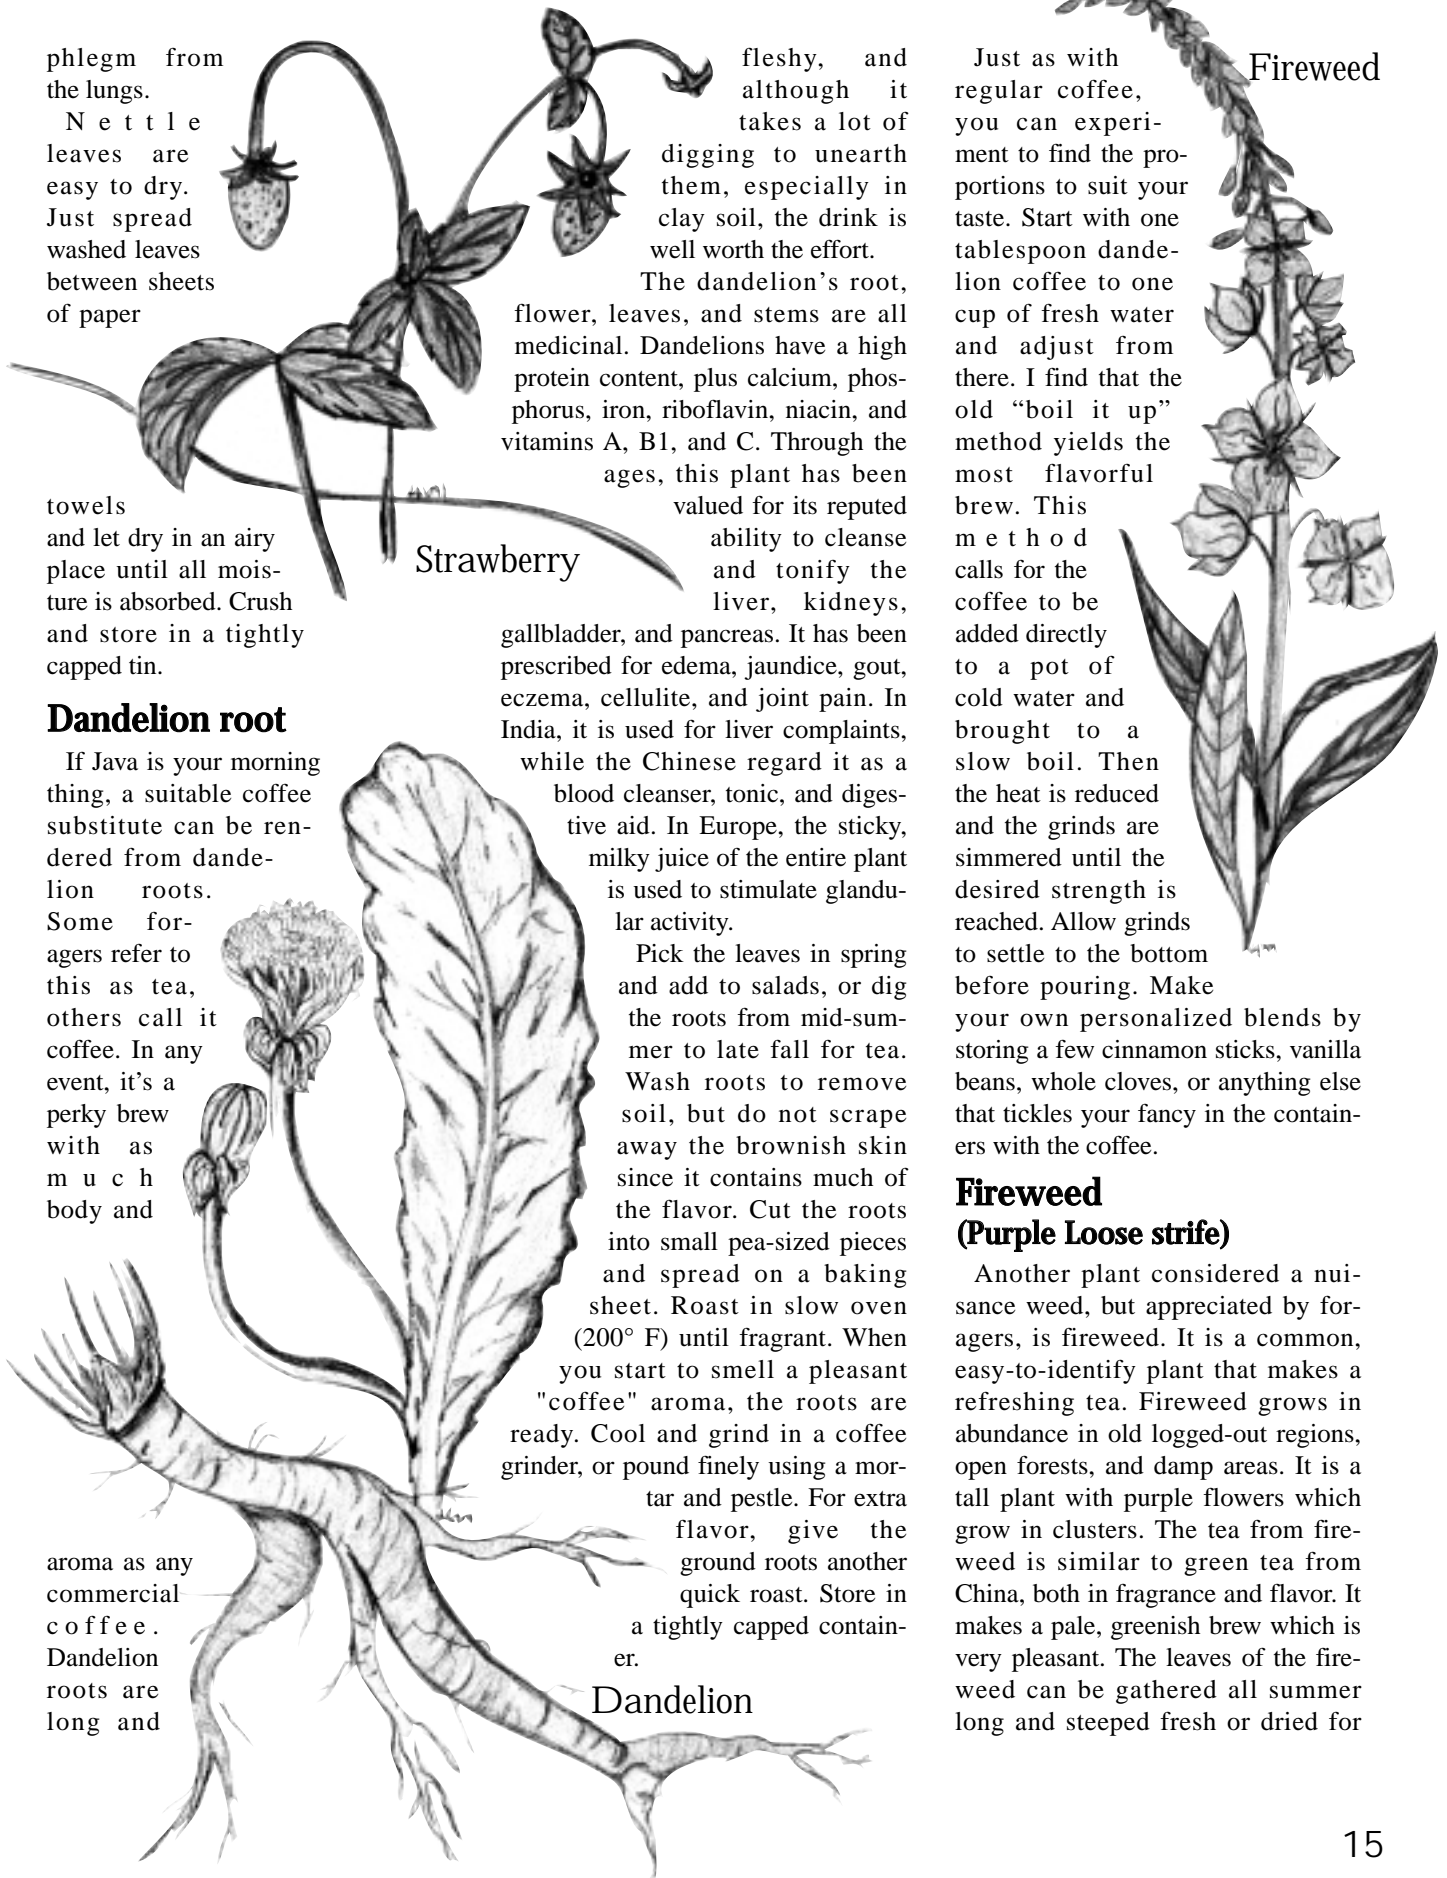 phlegm from
the lungs.
Nettle
leaves are
easy to dry.
Just spread
washed leaves
between sheets
of paper
towels
and let dry in an airy
place until all mois-
ture is absorbed. Crush
and store in a tightly
capped tin.
Dandelion root
If Java is your morning
thing, a suitable coffee
substitute can be ren-
dered from dande-
lion roots.
Some for-
agers refer to
this as tea,
others call it
coffee. In any
event, it's a
perky brew
with as
much
body and
aroma as any
commercial
coffee.
Dandelion
roots are
long and
Strawberry
fleshy, and
although it
takes a lot of
digging to unearth
them, especially in
clay soil, the drink is
well worth the effort.
The dandelion's root,
flower, leaves, and stems are all
medicinal. Dandelions have a high
protein content, plus calcium, phos-
phorus, iron, riboflavin, niacin, and
vitamins A, B1, and C. Through the
ages, this plant has been
valued for its reputed
ability to cleanse
and tonify the
liver, kidneys,
gallbladder, and pancreas. It has been
prescribed for edema, jaundice, gout,
eczema, cellulite, and joint pain. In
India, it is used for liver complaints,
while the Chinese regard it as a
blood cleanser, tonic, and diges-
tive aid. In Europe, the sticky,
milky juice of the entire plant
is used to stimulate glandu-
lar activity.
Pick the leaves in spring
and add to salads, or dig
the roots from mid-sum-
mer to late fall for tea.
Wash roots to remove
soil, but do not scrape
away the brownish skin
since it contains much of
the flavor. Cut the roots
into small pea-sized pieces
and spread on a baking
sheet. Roast in slow oven
(200° F) until fragrant. When
you start to smell a pleasant
"coffee" aroma, the roots are
ready. Cool and grind in a coffee
grinder, or pound finely using a mor-
tar and pestle. For extra
flavor, give the
ground roots another
quick roast. Store in
a tightly capped contain-
er.
Dandelion
Just as with
regular coffee,
you can experi-
ment to find the pro-
portions to suit your
taste. Start with one
tablespoon dande-
lion coffee to one
cup of fresh water
and adjust from
there. I find that the
old “boil it up”
method yields the
most flavorful
brew. This
method
calls for the
coffee to be
added directly
to a pot of
cold water and
brought to a
slow boil. Then
the heat is reduced
and the grinds are
simmered until the
desired strength is
reached. Allow grinds
to settle to the bottom
before pouring. Make
your own personalized blends by
storing a few cinnamon sticks, vanilla
beans, whole cloves, or anything else
that tickles your fancy in the contain-
ers with the coffee.
Fireweed
Fireweed
(Purple Loose strife)
Another plant considered a nui-
sance weed, but appreciated by for-
agers, is fireweed. It is a common,
easy-to-identify plant that makes a
refreshing tea. Fireweed grows in
abundance in old logged-out regions,
open forests, and damp areas. It is a
tall plant with purple flowers which
grow in clusters. The tea from fire-
weed is similar to green tea from
China, both in fragrance and flavor. It
makes a pale, greenish brew which is
very pleasant. The leaves of the fire-
weed can be gathered all summer
long and steeped fresh or dried for
15